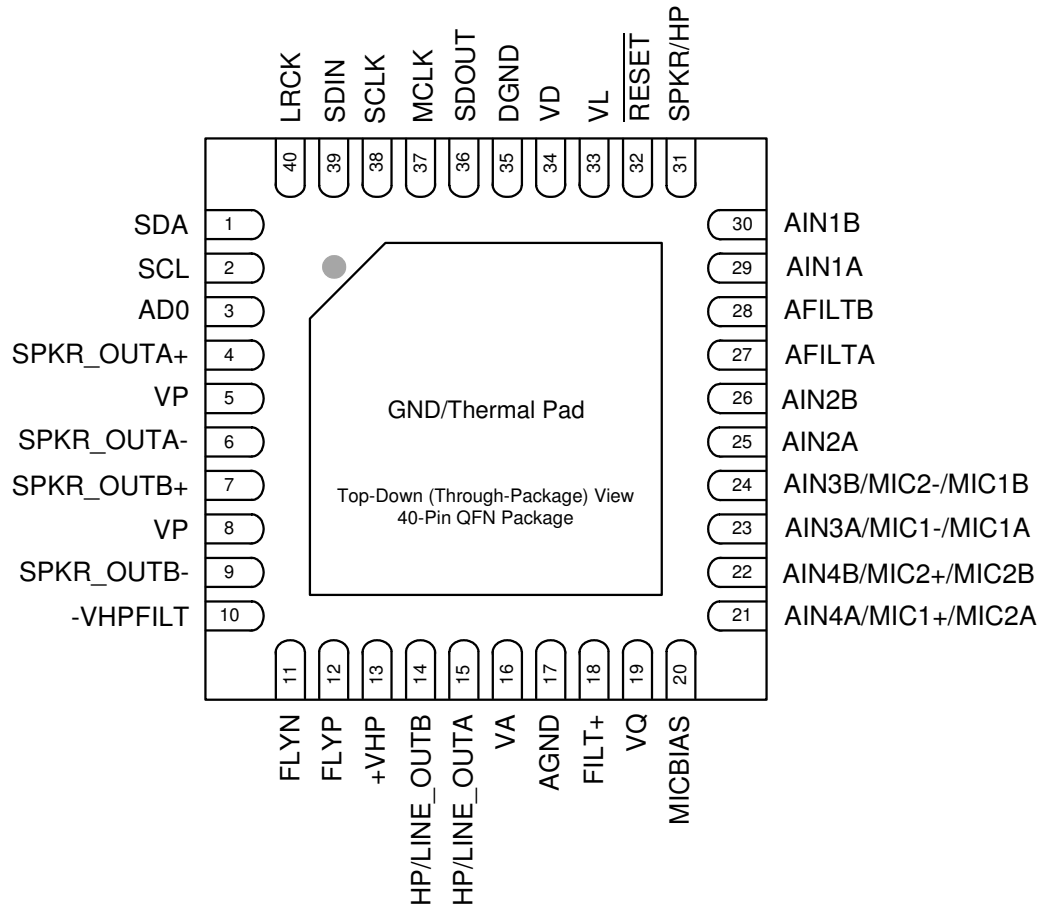 LRCK
SDIN
SCLK
MCLK
SDOUT
DGND
VD
VL
RESET
SPKR/HP
40
39
38
37
36
35
34
33
32
31
SDA 1
SCL 2
AD0 3
SPKR_OUTA+ 4
VP 5
SPKR_OUTA- 6
SPKR_OUTB+ 7
VP 8
SPKR_OUTB- 9
-VHPFILT 10
GND/Thermal Pad
Top-Down (Through-Package) View
40-Pin QFN Package
30 AIN1B
29 AIN1A
28 AFILTB
27 AFILTA
26 AIN2B
25 AIN2A
24 AIN3B/MIC2-/MIC1B
23 AIN3A/MIC1-/MIC1A
22 AIN4B/MIC2+/MIC2B
21 AIN4A/MIC1+/MIC2A
11
12
13
14
15
16
17
18
19
20
FLYN
FLYP
+VHP
HP/LINE_OUTB
HP/LINE_OUTA
VA
AGND
FILT+
VQ
MICBIAS